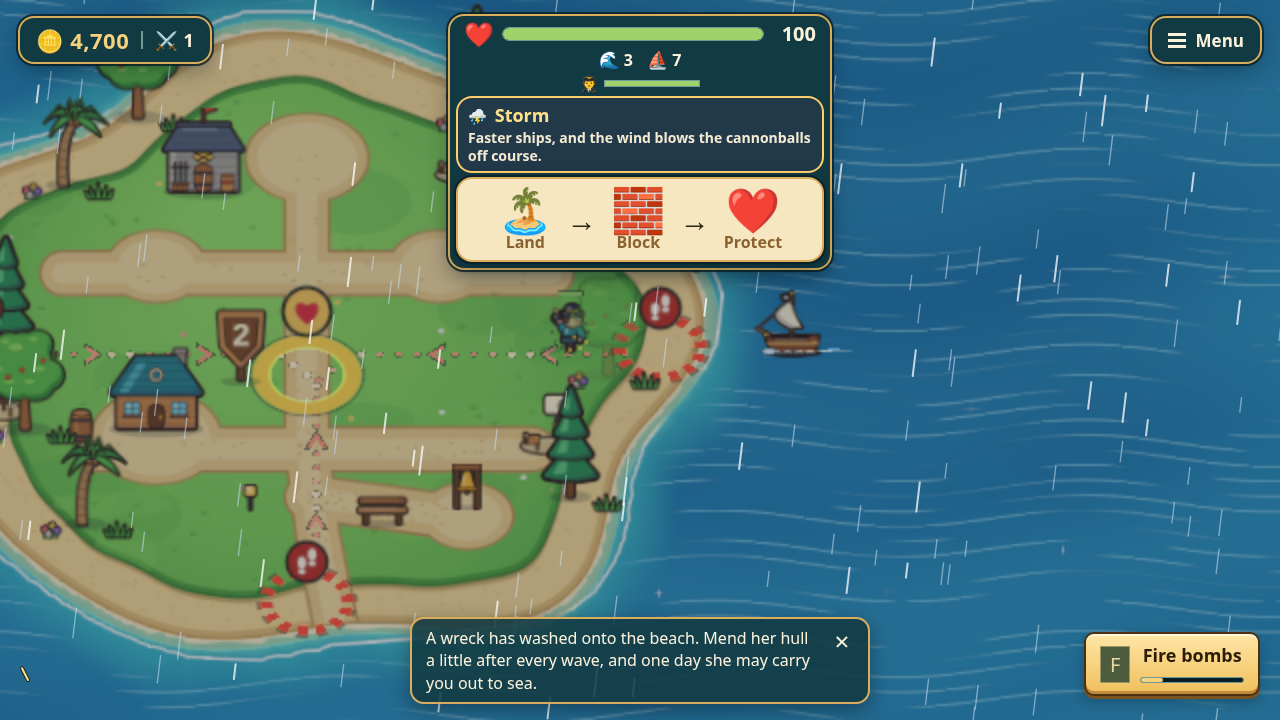 4,700
1
100
3
7
Menu
Storm
Faster ships, and the wind blows the cannonballs
off course.
Land → Block → Protect
2
A wreck has washed onto the beach. Mend her hull
a little after every wave, and one day she may carry
you out to sea.
F
Fire bombs